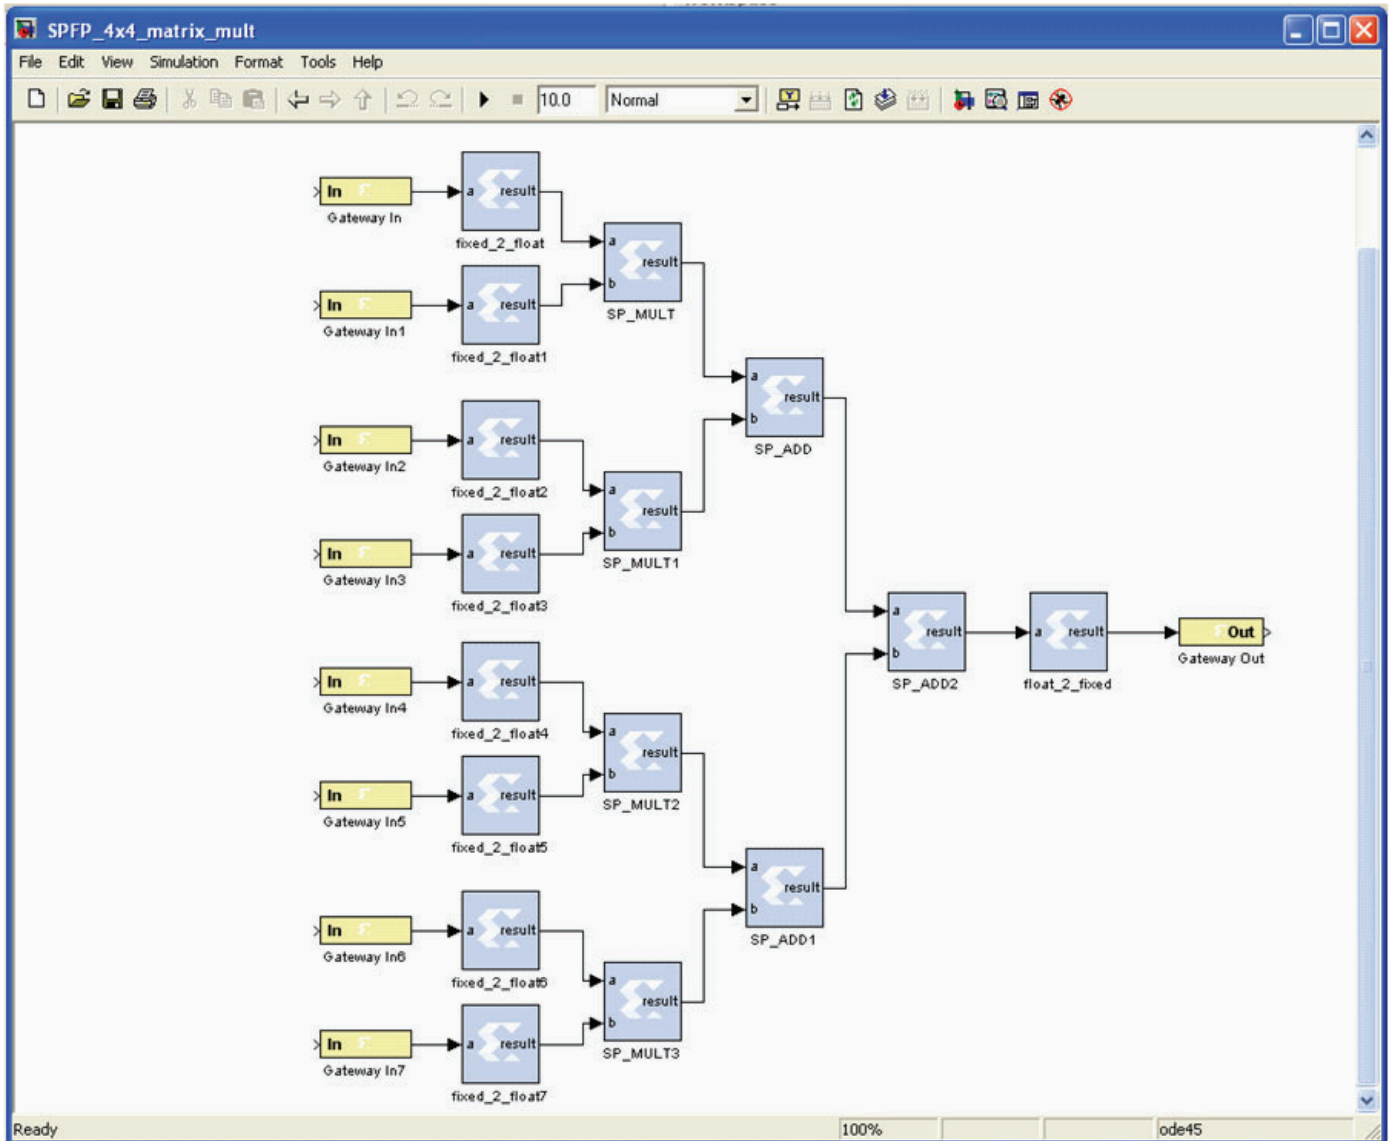 SPFP_4x4_matrix_mult
File Edit View Simulation Format Tools Help
10.0 Normal
In
Gateway In
a result
fixed_2_float
In
Gateway In1
a result
fixed_2_float1
a
b
result
SP_MULT
In
Gateway In2
a result
fixed_2_float2
In
Gateway In3
a result
fixed_2_float3
a
b
result
SP_MULT1
a
b
result
SP_ADD
In
Gateway In4
a result
fixed_2_float4
In
Gateway In5
a result
fixed_2_float5
a
b
result
SP_MULT2
In
Gateway In6
a result
fixed_2_float6
In
Gateway In7
a result
fixed_2_float7
a
b
result
SP_MULT3
a
b
result
SP_ADD1
a
b
result
SP_ADD2
a result
float_2_fixed
Out
Gateway Out
Ready 100% ode45